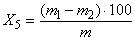 X₅ = (m₁ − m₂) · 100 / m